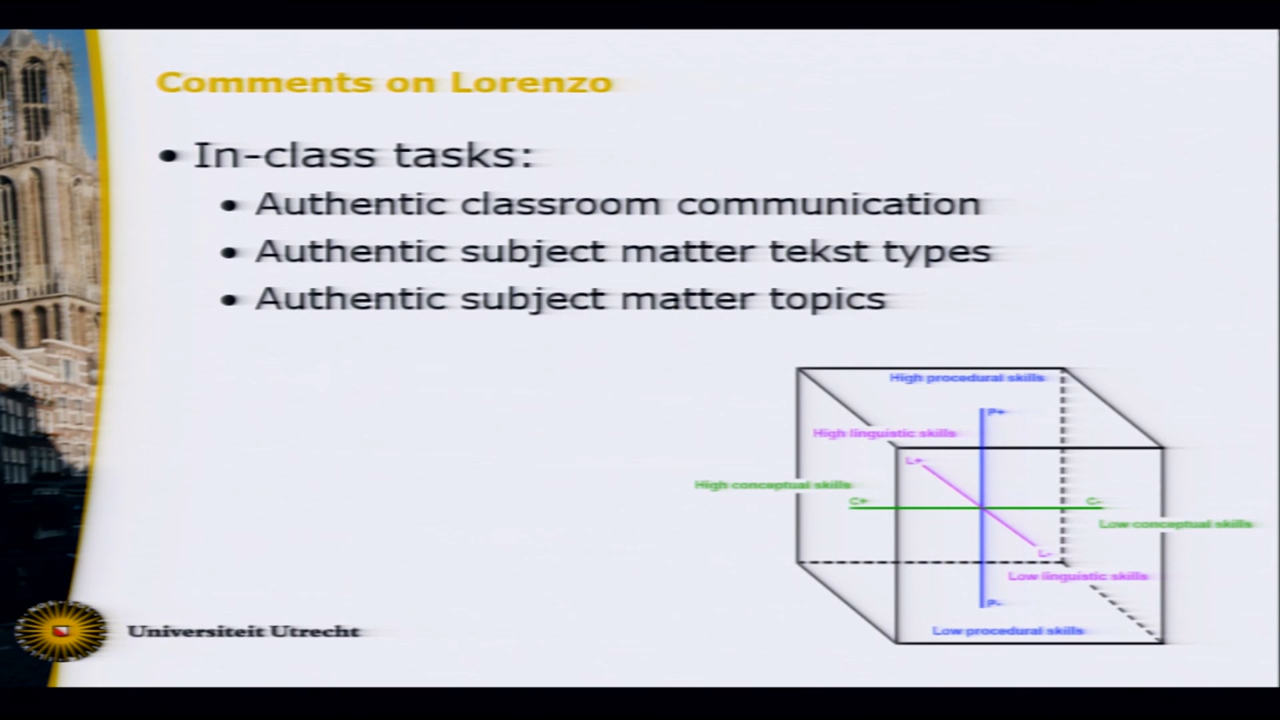 Comments on Lorenzo
• In-class tasks:
• Authentic classroom communication
• Authentic subject matter tekst types
• Authentic subject matter topics
High procedural skills
P+
High linguistic skills
L+
High conceptual skills
C+
C-
Low conceptual skills
L-
Low linguistic skills
P-
Low procedural skills
Universiteit Utrecht